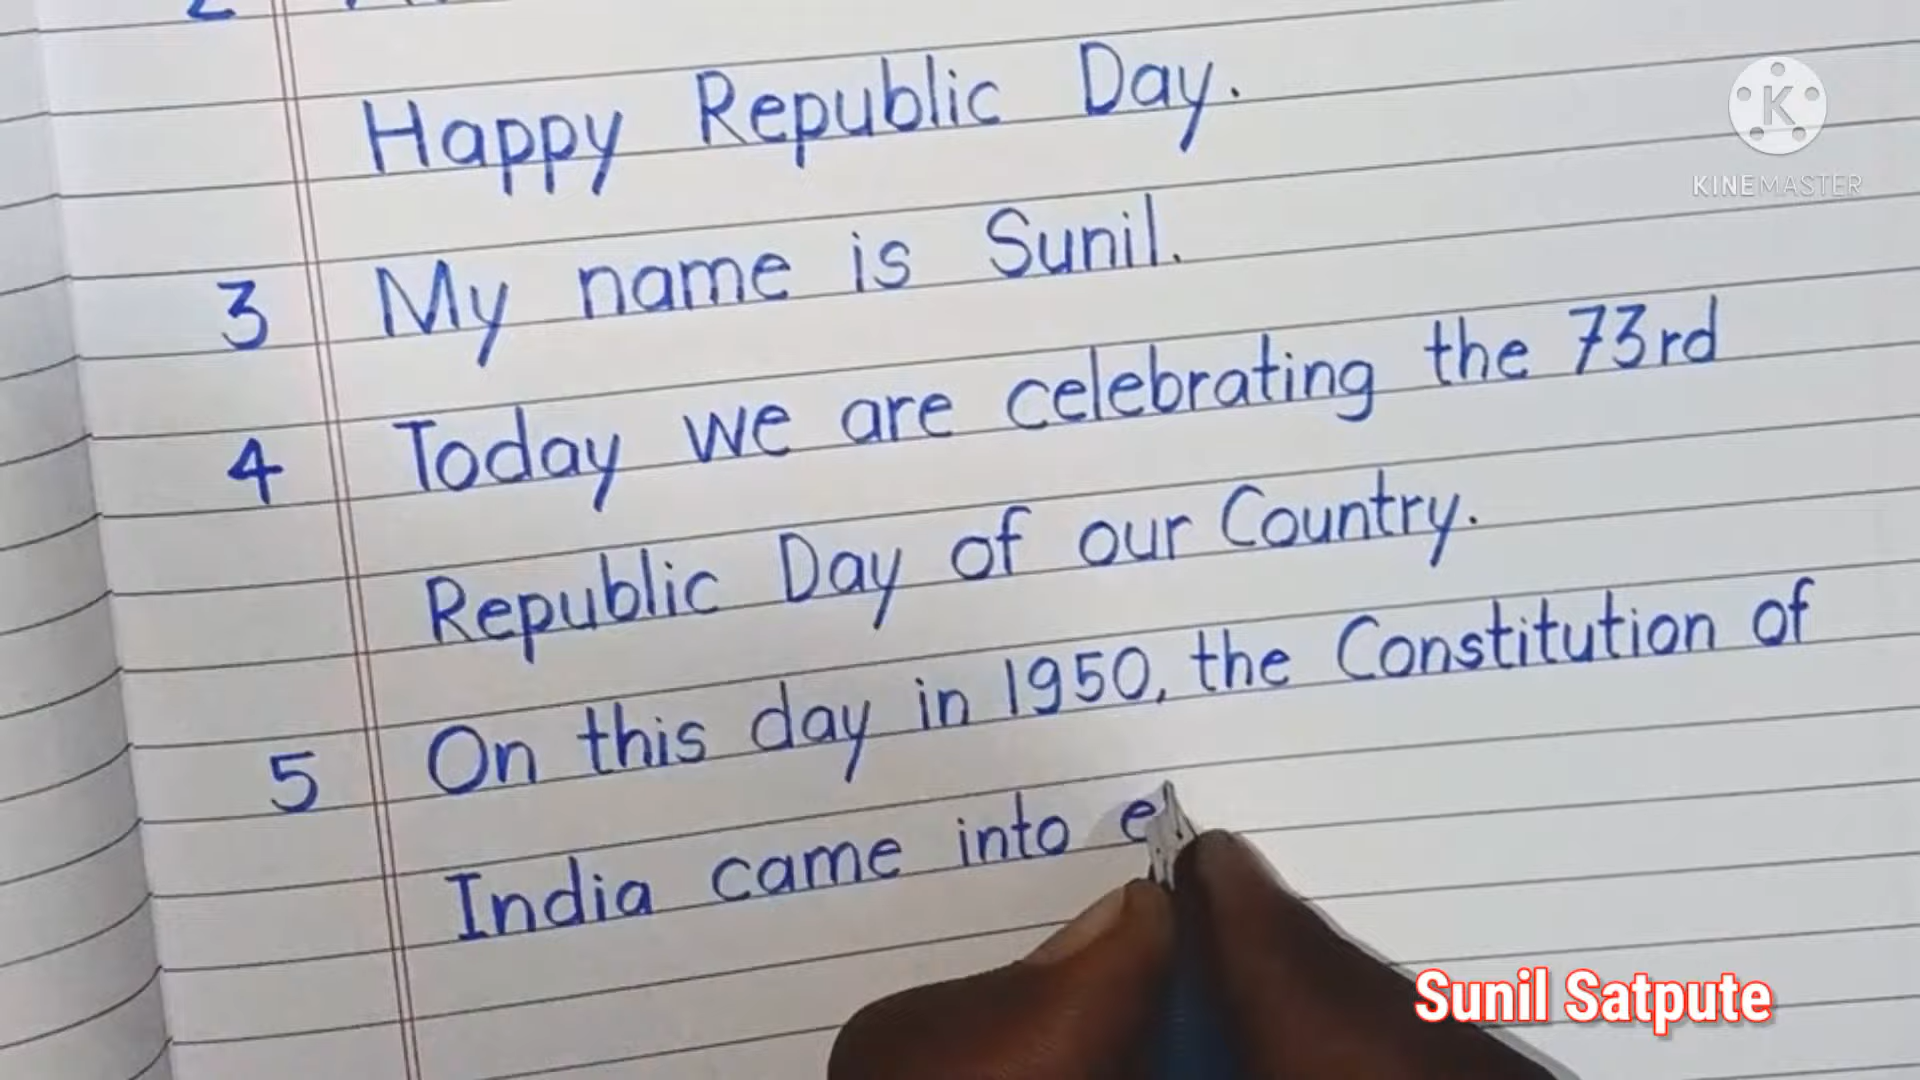 2
Happy Republic Day.
3 My name is Sunil.
4 Today we are celebrating the 73rd
Republic Day of our Country.
5 On this day in 1950, the Constitution of
India came into
K
KINEMASTER
Sunil Satpute